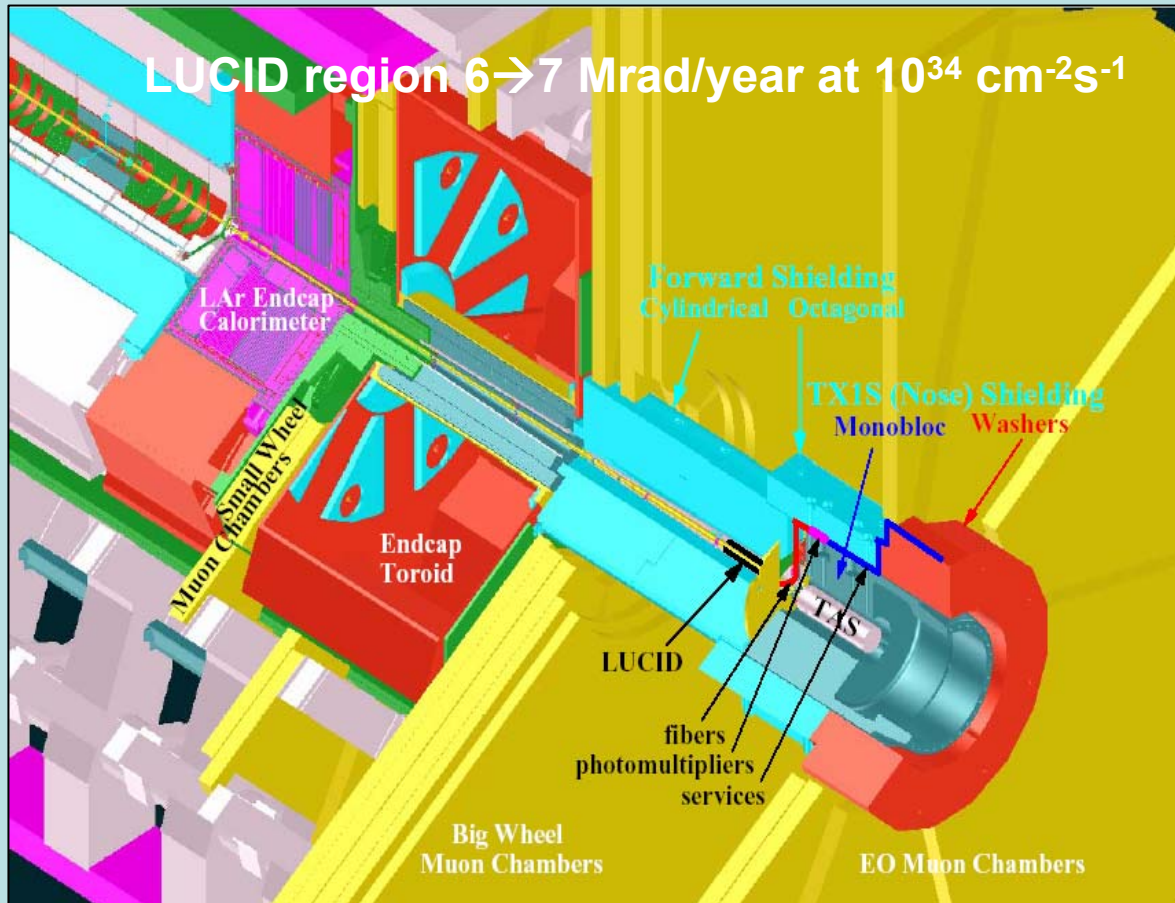 LUCID region 6→7 Mrad/year at 10³⁴ cm⁻²s⁻¹
Forward Shielding
Cylindrical Octagonal
LAr Endcap
Calorimeter
TX1S (Nose) Shielding
Monobloc
Washers
Small Wheel
Muon Chambers
Endcap
Toroid
TAS
LUCID
fibers
photomultipliers
services
Big Wheel
Muon Chambers
EO Muon Chambers